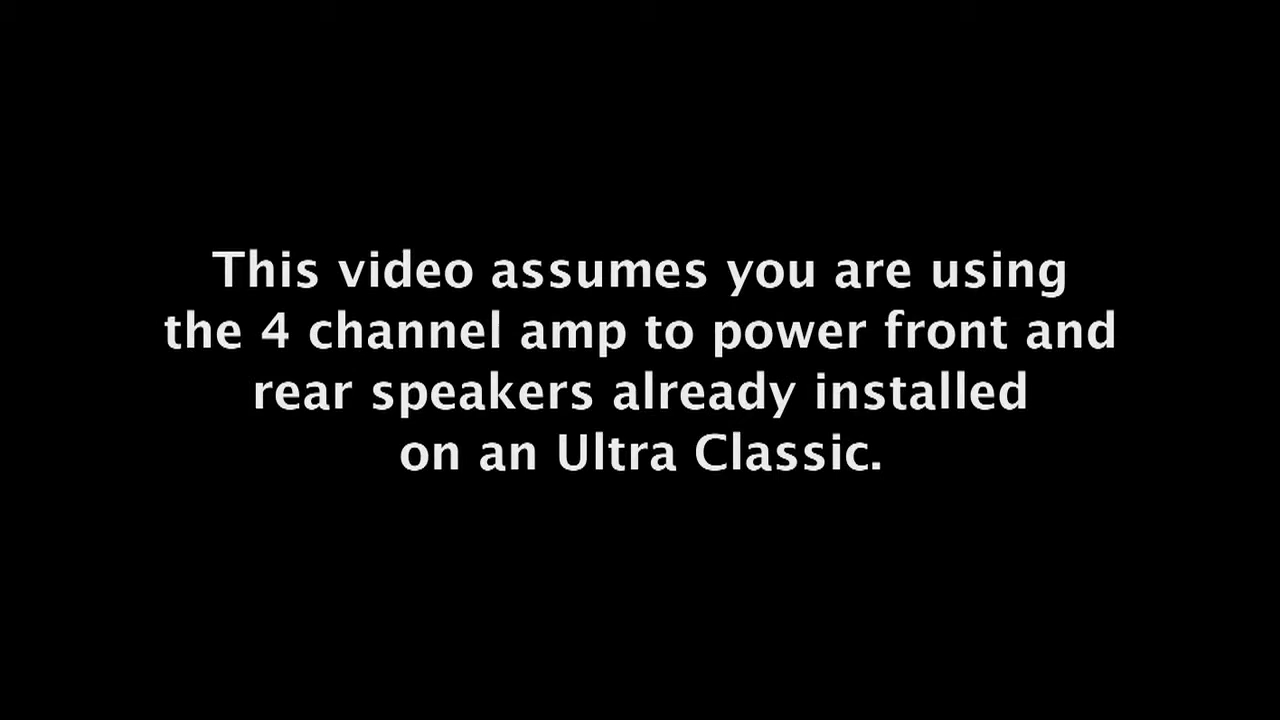 This video assumes you are using
the 4 channel amp to power front and
rear speakers already installed
on an Ultra Classic.